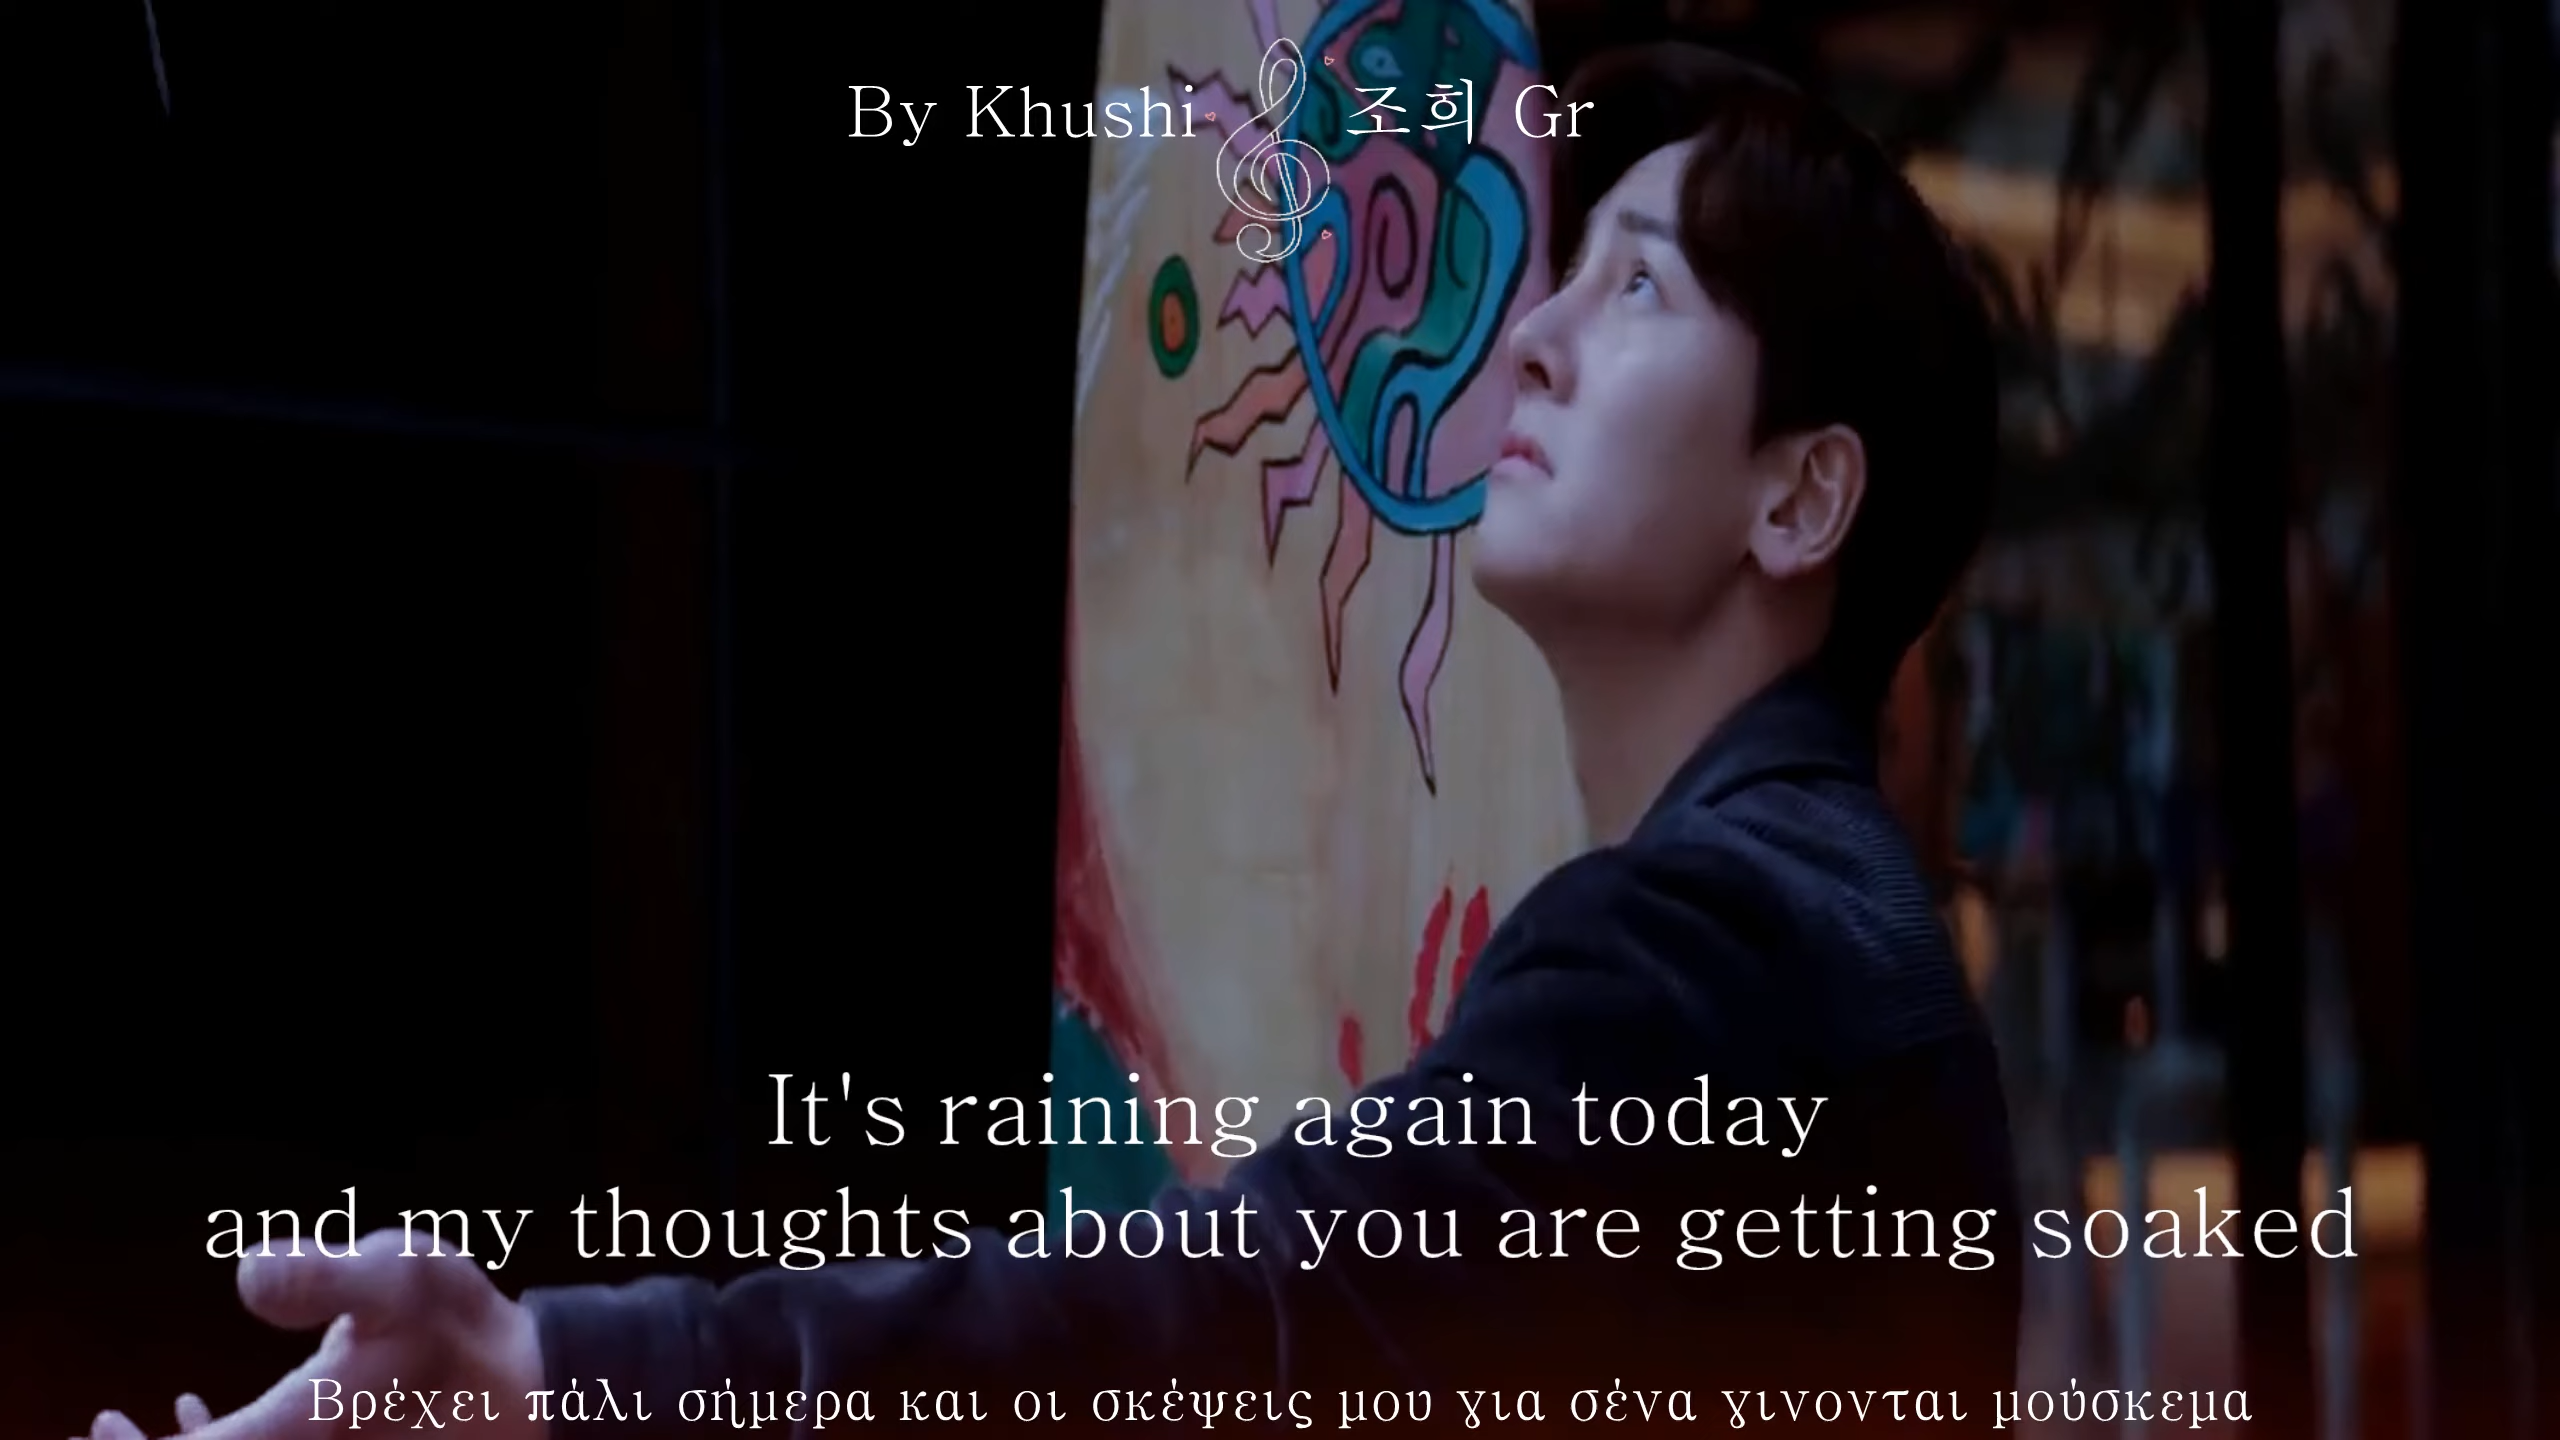 By Khushi 조희 Gr
It's raining again today
and my thoughts about you are getting soaked
Βρέχει πάλι σήμερα και οι σκέψεις μου για σένα γινονται μούσκεμα